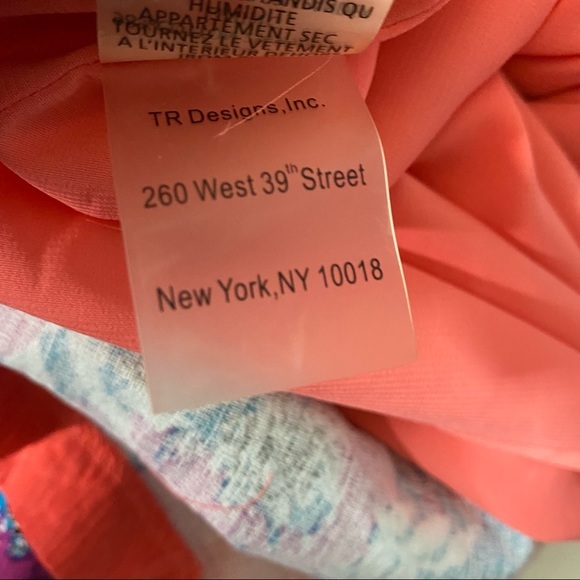 HUMIDITE
APPARTEMENT SEC
TOURNEZ LE VETEMENT
A L'INTERIEUR
TR Designs,Inc.
260 West 39th Street
New York,NY 10018